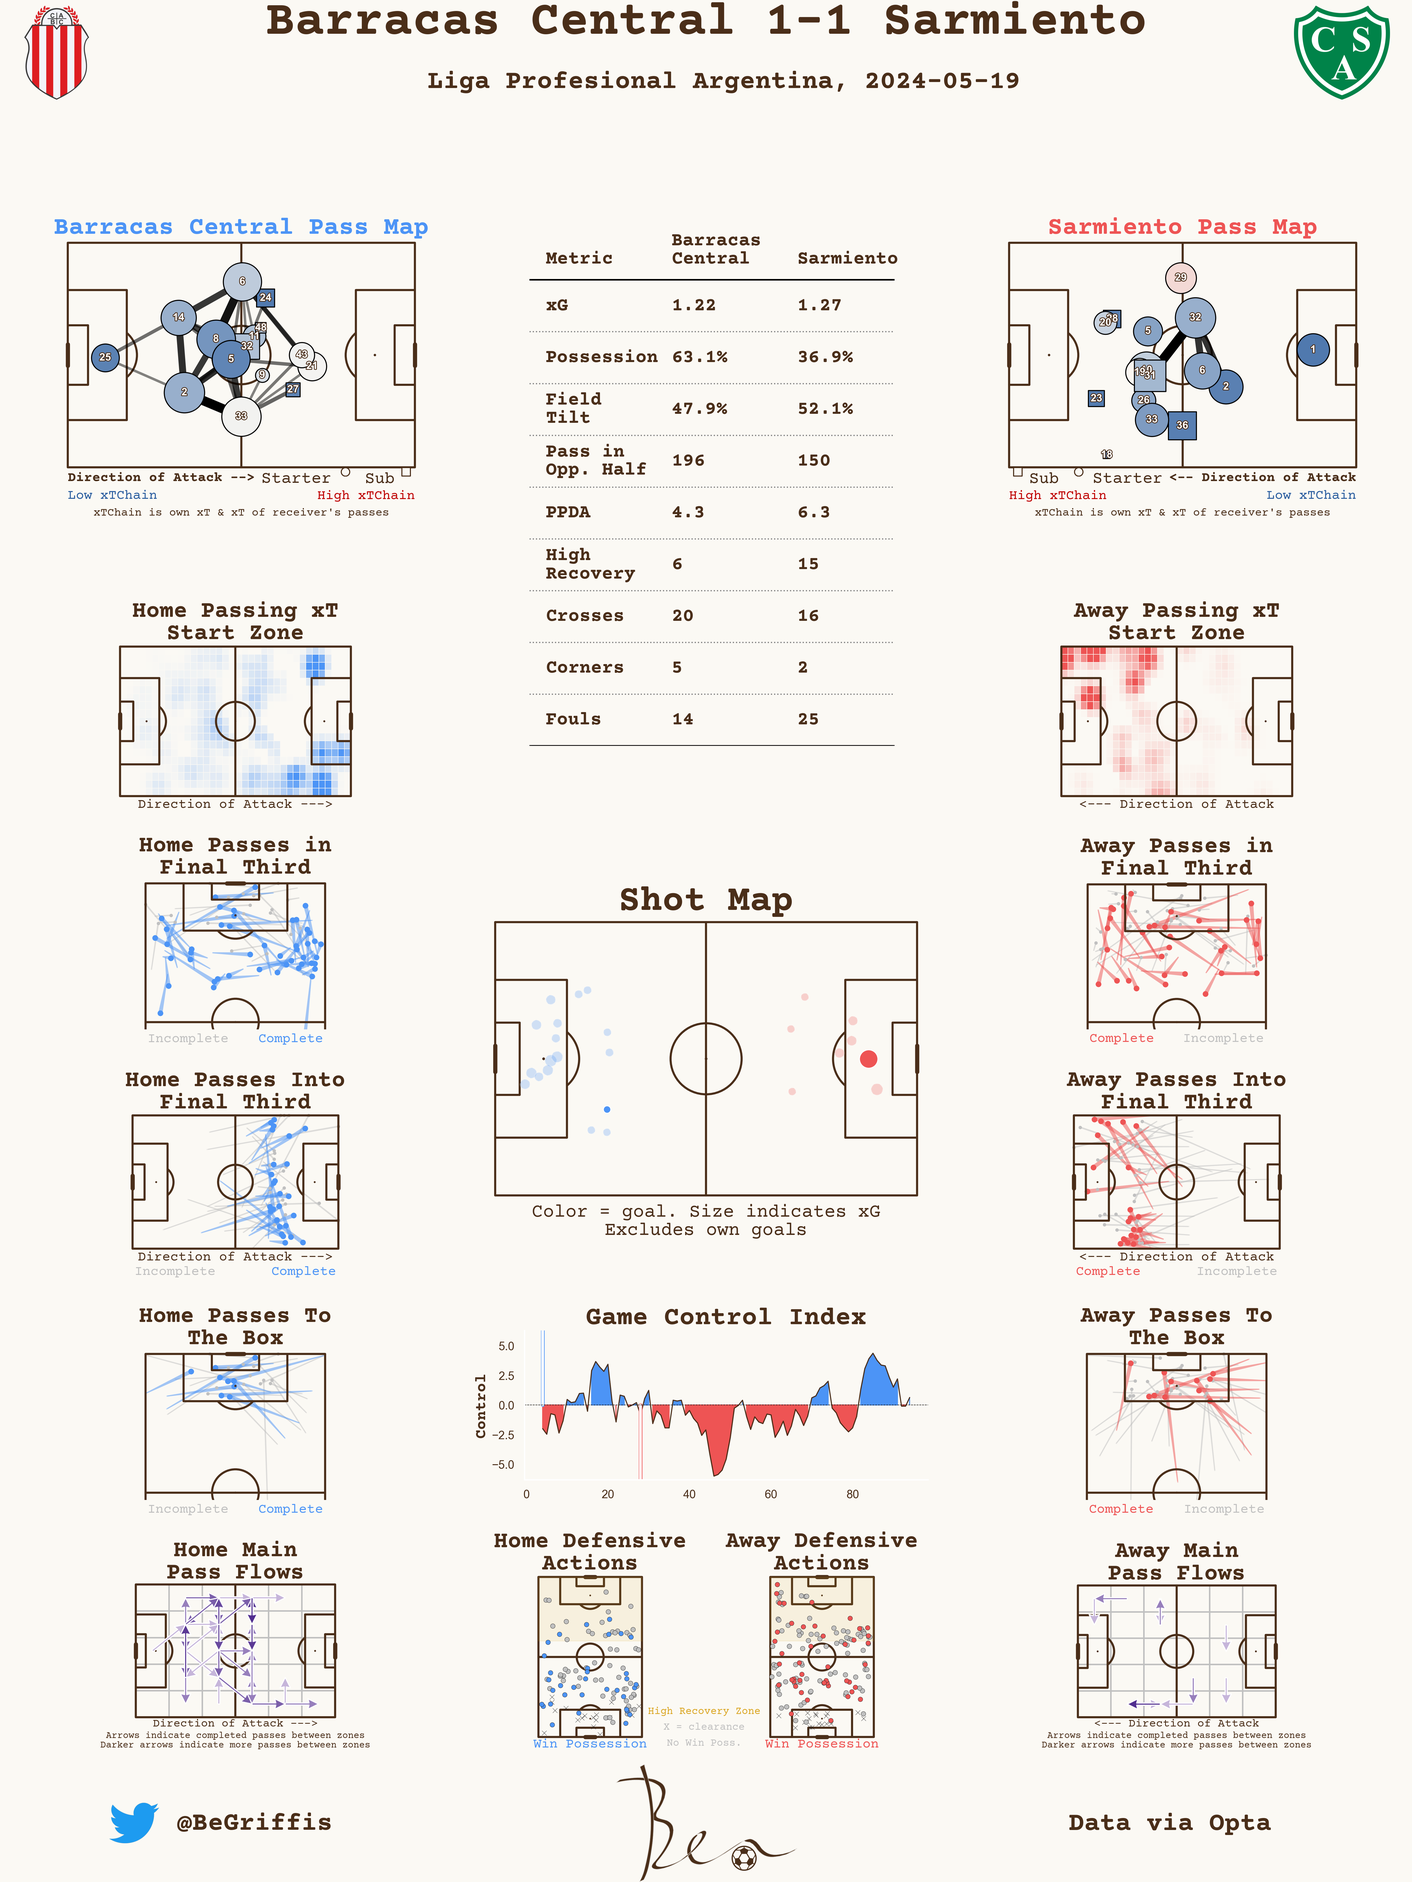 Barracas Central 1-1 Sarmiento
Liga Profesional Argentina, 2024-05-19
CA
BC
C S
A
Barracas Central Pass Map
6
24
14
48
11
8
32
5
43
21
25
9
27
2
33
Direction of Attack --> Starter Sub
Low xTChain High xTChain
xTChain is own xT & xT of receiver's passes
Metric Barracas Central Sarmiento
xG 1.22 1.27
Possession 63.1% 36.9%
Field Tilt 47.9% 52.1%
Pass in Opp. Half 196 150
PPDA 4.3 6.3
High Recovery 6 15
Crosses 20 16
Corners 5 2
Fouls 14 25
Sarmiento Pass Map
29
32
20
5
1
6
31
2
23
26
33
36
18
Sub Starter <-- Direction of Attack
High xTChain Low xTChain
xTChain is own xT & xT of receiver's passes
Home Passing xT
Start Zone
Direction of Attack --->
Away Passing xT
Start Zone
<--- Direction of Attack
Home Passes in
Final Third
Incomplete Complete
Away Passes in
Final Third
Complete Incomplete
Shot Map
Color = goal. Size indicates xG
Excludes own goals
Home Passes Into
Final Third
Direction of Attack --->
Incomplete Complete
Away Passes Into
Final Third
<--- Direction of Attack
Complete Incomplete
Home Passes To
The Box
Incomplete Complete
Game Control Index
Control
5.0
2.5
0.0
−2.5
−5.0
0 20 40 60 80
Away Passes To
The Box
Complete Incomplete
Home Main
Pass Flows
Direction of Attack --->
Arrows indicate completed passes between zones
Darker arrows indicate more passes between zones
Home Defensive
Actions
Win Possession
High Recovery Zone
X = clearance
No Win Poss.
Away Defensive
Actions
Win Possession
Away Main
Pass Flows
<--- Direction of Attack
Arrows indicate completed passes between zones
Darker arrows indicate more passes between zones
@BeGriffis
Ben
Data via Opta